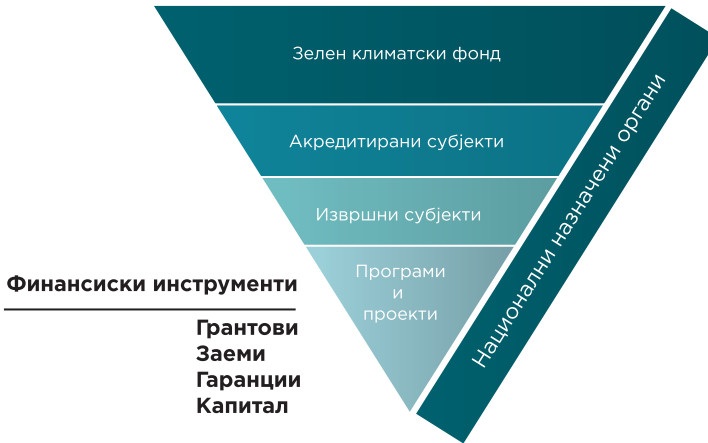 Зелен климатски фонд
Акредитирани субјекти
Извршни субјекти
Програми
и
проекти
Национални назначени органи
Финансиски инструменти
Грантови
Заеми
Гаранции
Капитал